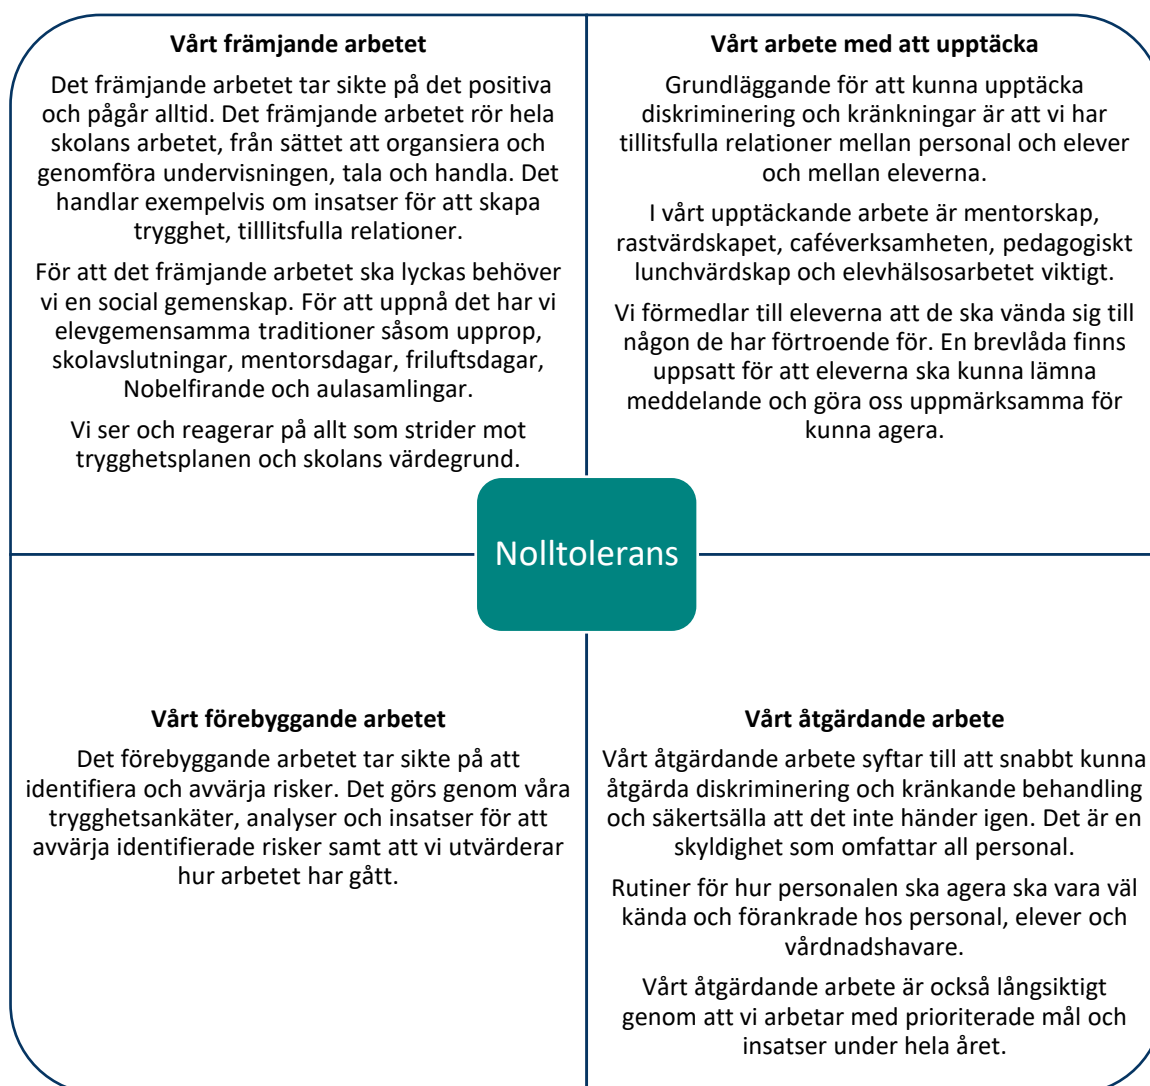 Vårt främjande arbetet
Det främjande arbetet tar sikte på det positiva
och pågår alltid. Det främjande arbetet rör hela
skolans arbetet, från sättet att organsiera och
genomföra undervisningen, tala och handla. Det
handlar exempelvis om insatser för att skapa
trygghet, tilllitsfulla relationer.
För att det främjande arbetet ska lyckas behöver
vi en social gemenskap. För att uppnå det har vi
elevgemensamma traditioner såsom upprop,
skolavslutningar, mentorsdagar, friluftsdagar,
Nobelfirande och aulasamlingar.
Vi ser och reagerar på allt som strider mot
trygghetsplanen och skolans värdegrund.
Vårt arbete med att upptäcka
Grundläggande för att kunna upptäcka
diskriminering och kränkningar är att vi har
tillitsfulla relationer mellan personal och elever
och mellan eleverna.
I vårt upptäckande arbete är mentorskap,
rastvärdskapet, caféverksamheten, pedagogiskt
lunchvärdskap och elevhälsosarbetet viktigt.
Vi förmedlar till eleverna att de ska vända sig till
någon de har förtroende för. En brevlåda finns
uppsatt för att eleverna ska kunna lämna
meddelande och göra oss uppmärksamma för
kunna agera.
Nolltolerans
Vårt förebyggande arbetet
Det förebyggande arbetet tar sikte på att
identifiera och avvärja risker. Det görs genom våra
trygghetsankäter, analyser och insatser för att
avvärja identifierade risker samt att vi utvärderar
hur arbetet har gått.
Vårt åtgärdande arbete
Vårt åtgärdande arbete syftar till att snabbt kunna
åtgärda diskriminering och kränkande behandling
och säkertsälla att det inte händer igen. Det är en
skyldighet som omfattar all personal.
Rutiner för hur personalen ska agera ska vara väl
kända och förankrade hos personal, elever och
vårdnadshavare.
Vårt åtgärdande arbete är också långsiktigt
genom att vi arbetar med prioriterade mål och
insatser under hela året.